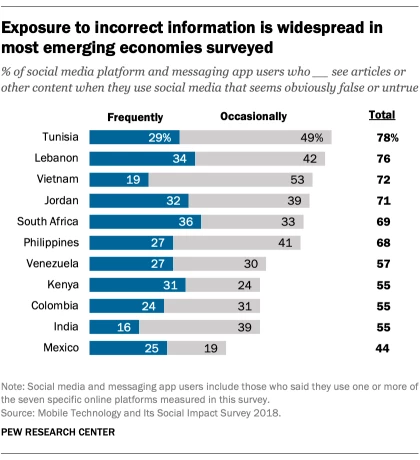 Exposure to incorrect information is widespread in
most emerging economies surveyed
% of social media platform and messaging app users who __ see articles or
other content when they use social media that seems obviously false or untrue
Frequently Occasionally Total
Tunisia 29% 49% 78%
Lebanon 34 42 76
Vietnam 19 53 72
Jordan 32 39 71
South Africa 36 33 69
Philippines 27 41 68
Venezuela 27 30 57
Kenya 31 24 55
Colombia 24 31 55
India 16 39 55
Mexico 25 19 44
Note: Social media and messaging app users include those who said they use one or more of
the seven specific online platforms measured in this survey.
Source: Mobile Technology and Its Social Impact Survey 2018.
PEW RESEARCH CENTER